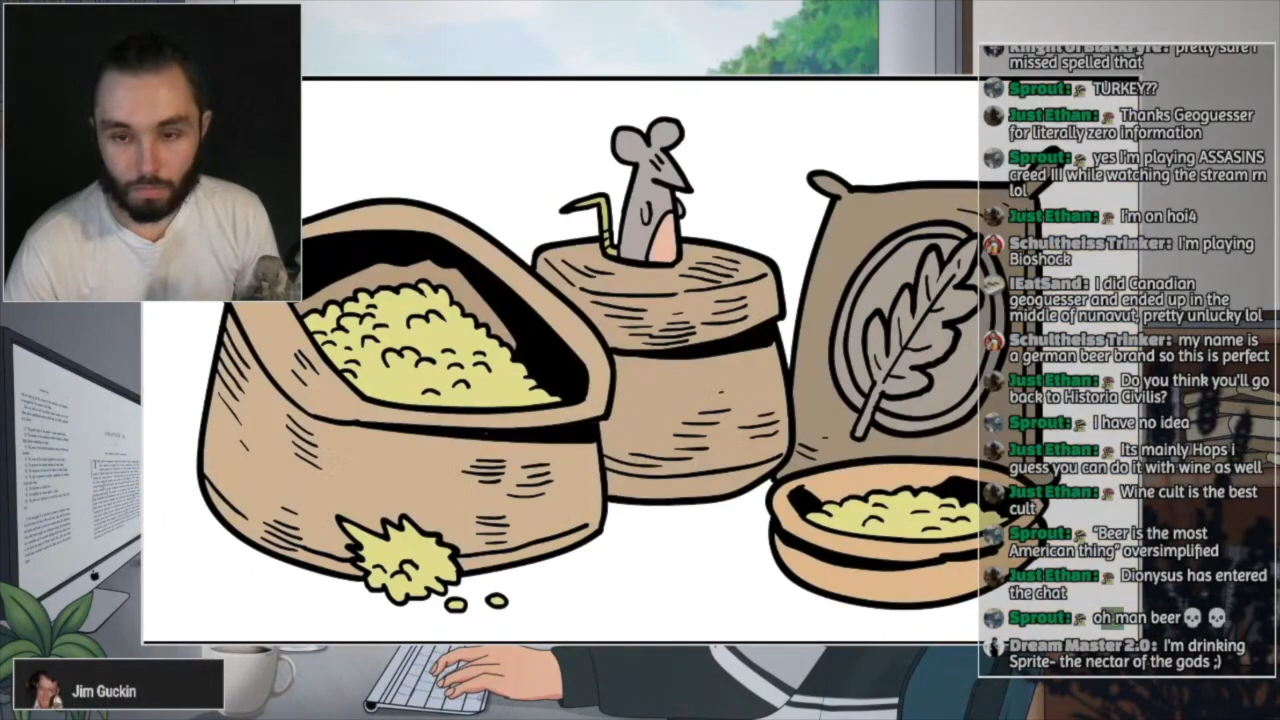 Knight of BlackFyre: pretty sure I
missed spelled that
Sprout: TURKEY??
Just Ethan: Thanks Geoguesser
for literally zero information
Sprout: yes I'm playing ASSASINS
creed III while watching the stream rn
lol
Just Ethan: I'm on hoi4
Schultheiss Trinker: I'm playing
Bioshock
IEatSand: I did Canadian
geoguesser and ended up in the
middle of nunavut, pretty unlucky lol
Schultheiss Trinker: my name is
a german beer brand so this is perfect
Just Ethan: Do you think you'll go
back to Historia Civilis?
Sprout: I have no idea
Just Ethan: Its mainly Hops i
guess you can do it with wine as well
Just Ethan: Wine cult is the best
cult
Sprout: "Beer is the most
American thing" oversimplified
Just Ethan: Dionysus has entered
the chat
Sprout: oh man beer💀💀
Dream Master 2.0: I'm drinking
Sprite- the nectar of the gods ;)
Jim Guckin